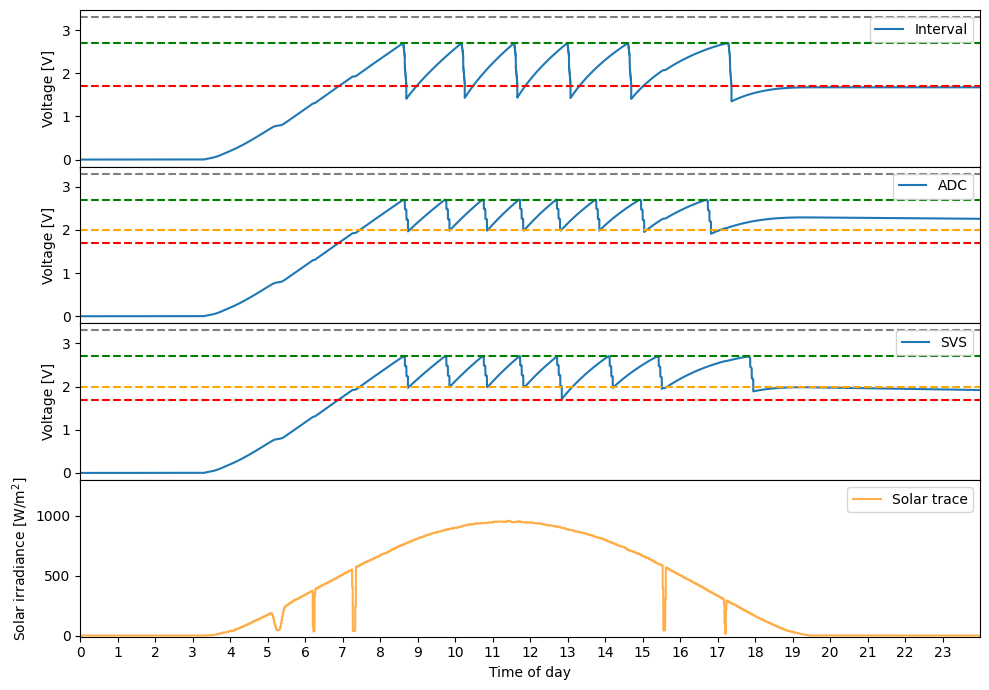 Voltage [V]
3
2
1
0
Interval
Voltage [V]
3
2
1
0
ADC
Voltage [V]
3
2
1
0
SVS
Solar irradiance [W/m²]
1000
500
0
Solar trace
0 1 2 3 4 5 6 7 8 9 10 11 12 13 14 15 16 17 18 19 20 21 22 23
Time of day